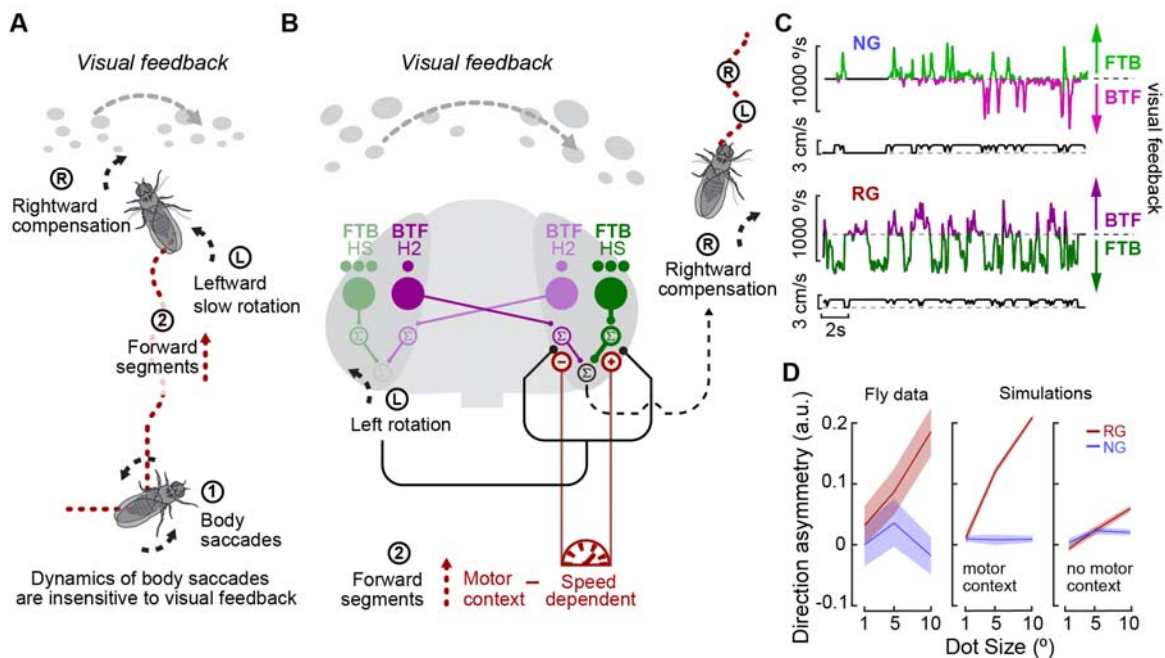 A
Visual feedback
R
Rightward
compensation
L
Leftward
slow rotation
2
Forward
segments
1
Body
saccades
Dynamics of body saccades
are insensitive to visual feedback
B
Visual feedback
R
L
R
Rightward
compensation
FTB
HS
BTF
H2
BTF
H2
FTB
HS
Σ
Σ
Σ
Σ
Σ
Σ
−
+
L
Left rotation
2
Forward
segments
Motor
context
–
Speed
dependent
C
NG
1000 º/s
FTB
BTF
3 cm/s
RG
1000 º/s
BTF
FTB
3 cm/s
2s
visual feedback
D
Fly data
Simulations
Direction asymmetry (a.u.)
0.2
0.1
0
-0.1
RG
NG
motor
context
no motor
context
1 5 10
1 5 10
1 5 10
Dot Size (º)